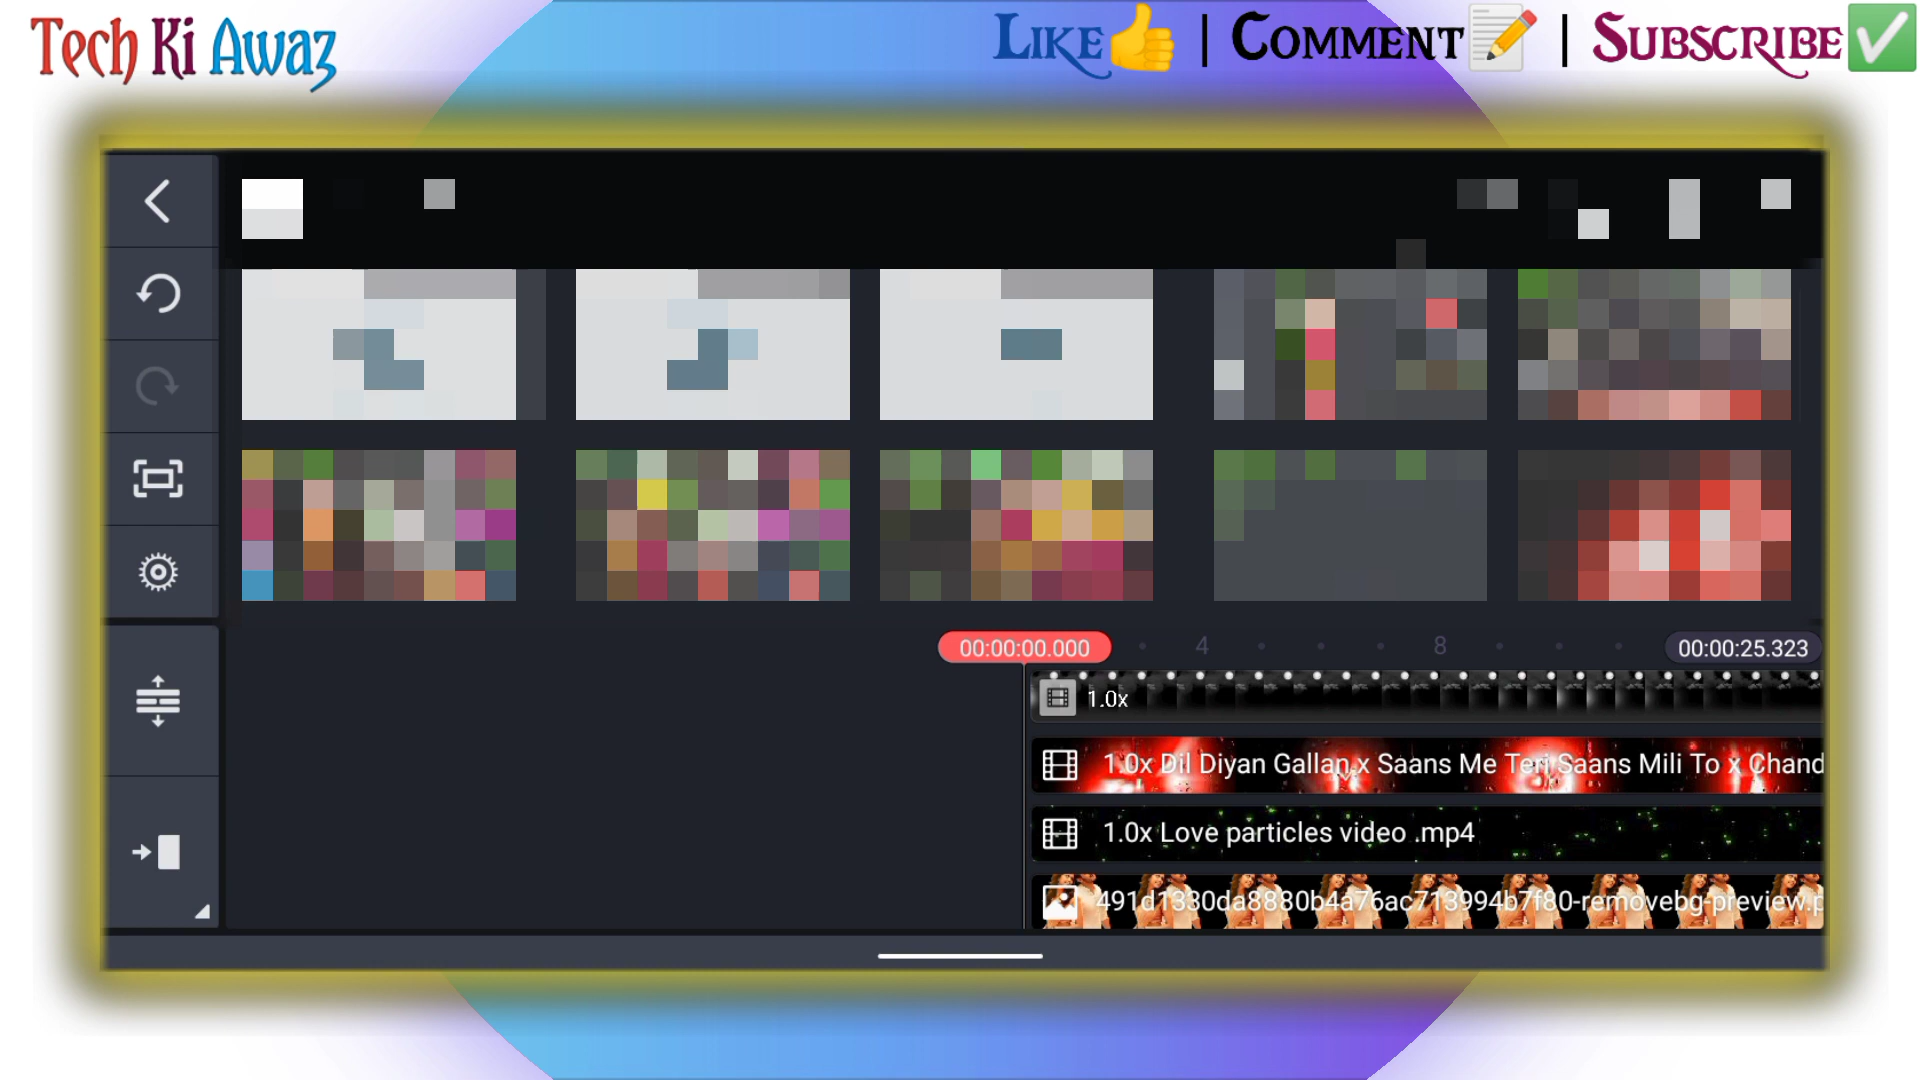 Tech Ki Awaz
Like | Comment | Subscribe
00:00:00.000
4
8
00:00:25.323
1.0x
1.0x Dil Diyan Gallan x Saans Me Teri Saans Mili To x Chand
1.0x Love particles video .mp4
491d1330da8880b4a76ac713994b7f80-removebg-preview.p